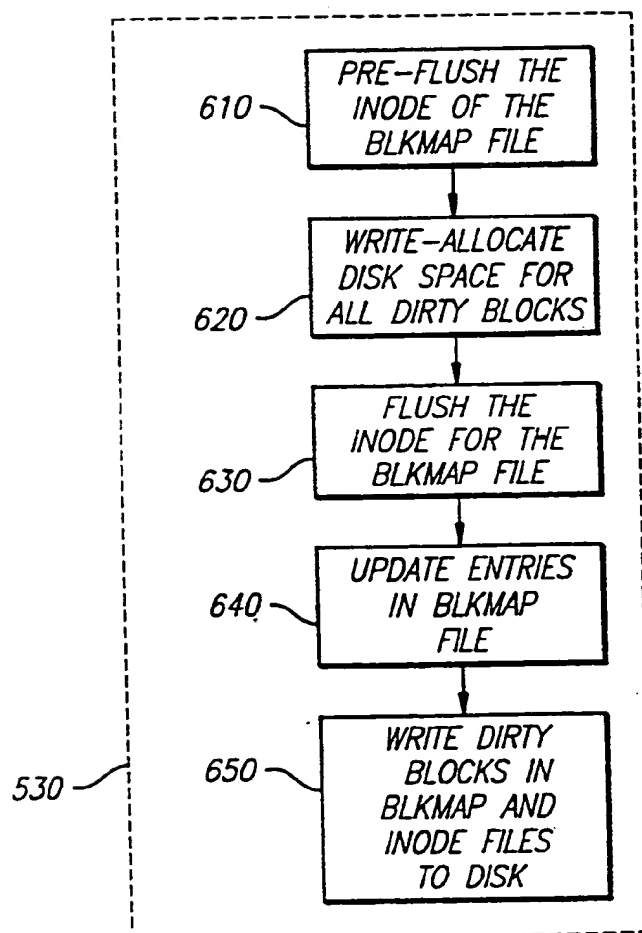 610
PRE-FLUSH THE
INODE OF THE
BLKMAP FILE
620
WRITE-ALLOCATE
DISK SPACE FOR
ALL DIRTY BLOCKS
630
FLUSH THE
INODE FOR THE
BLKMAP FILE
640
UPDATE ENTRIES
IN BLKMAP
FILE
530
650
WRITE DIRTY
BLOCKS IN
BLKMAP AND
INODE FILES
TO DISK